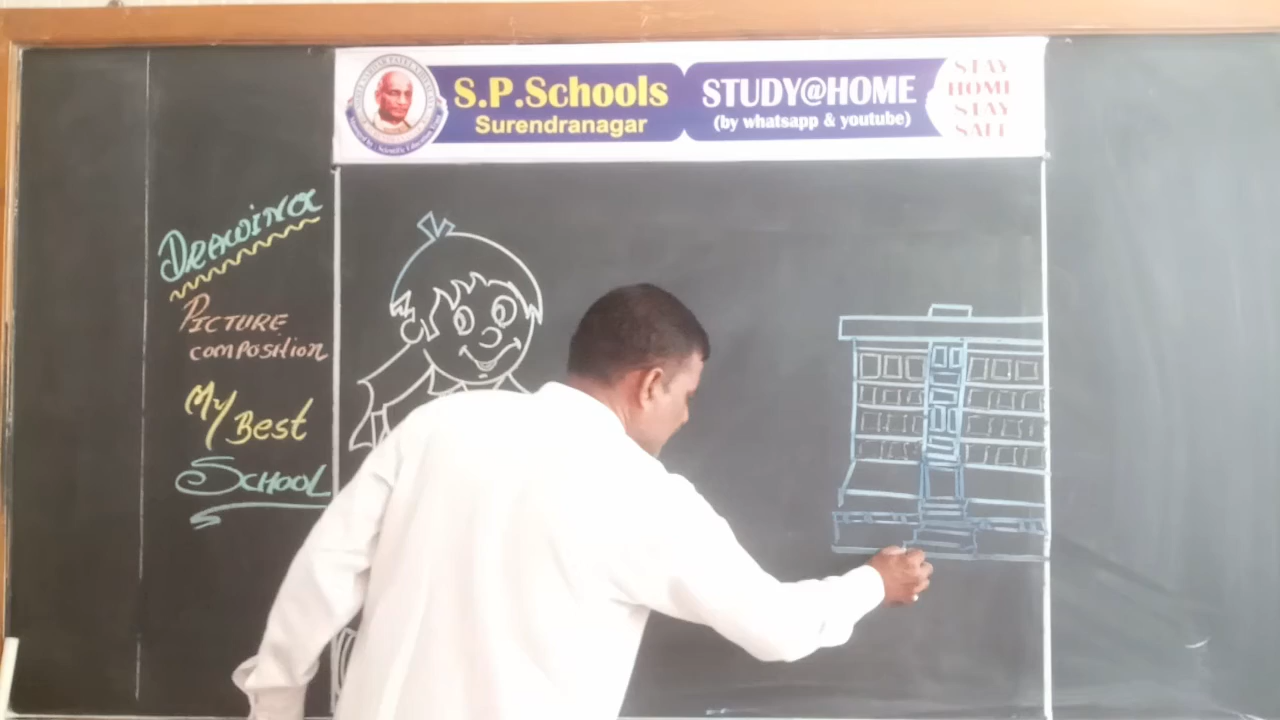 S.P.Schools
Surendranagar
STUDY@HOME
(by whatsapp & youtube)
STAY
HOME
STAY
SAFE
DRAWING
PICTURE
COMPOSITION
MY
BEST
SCHOOL